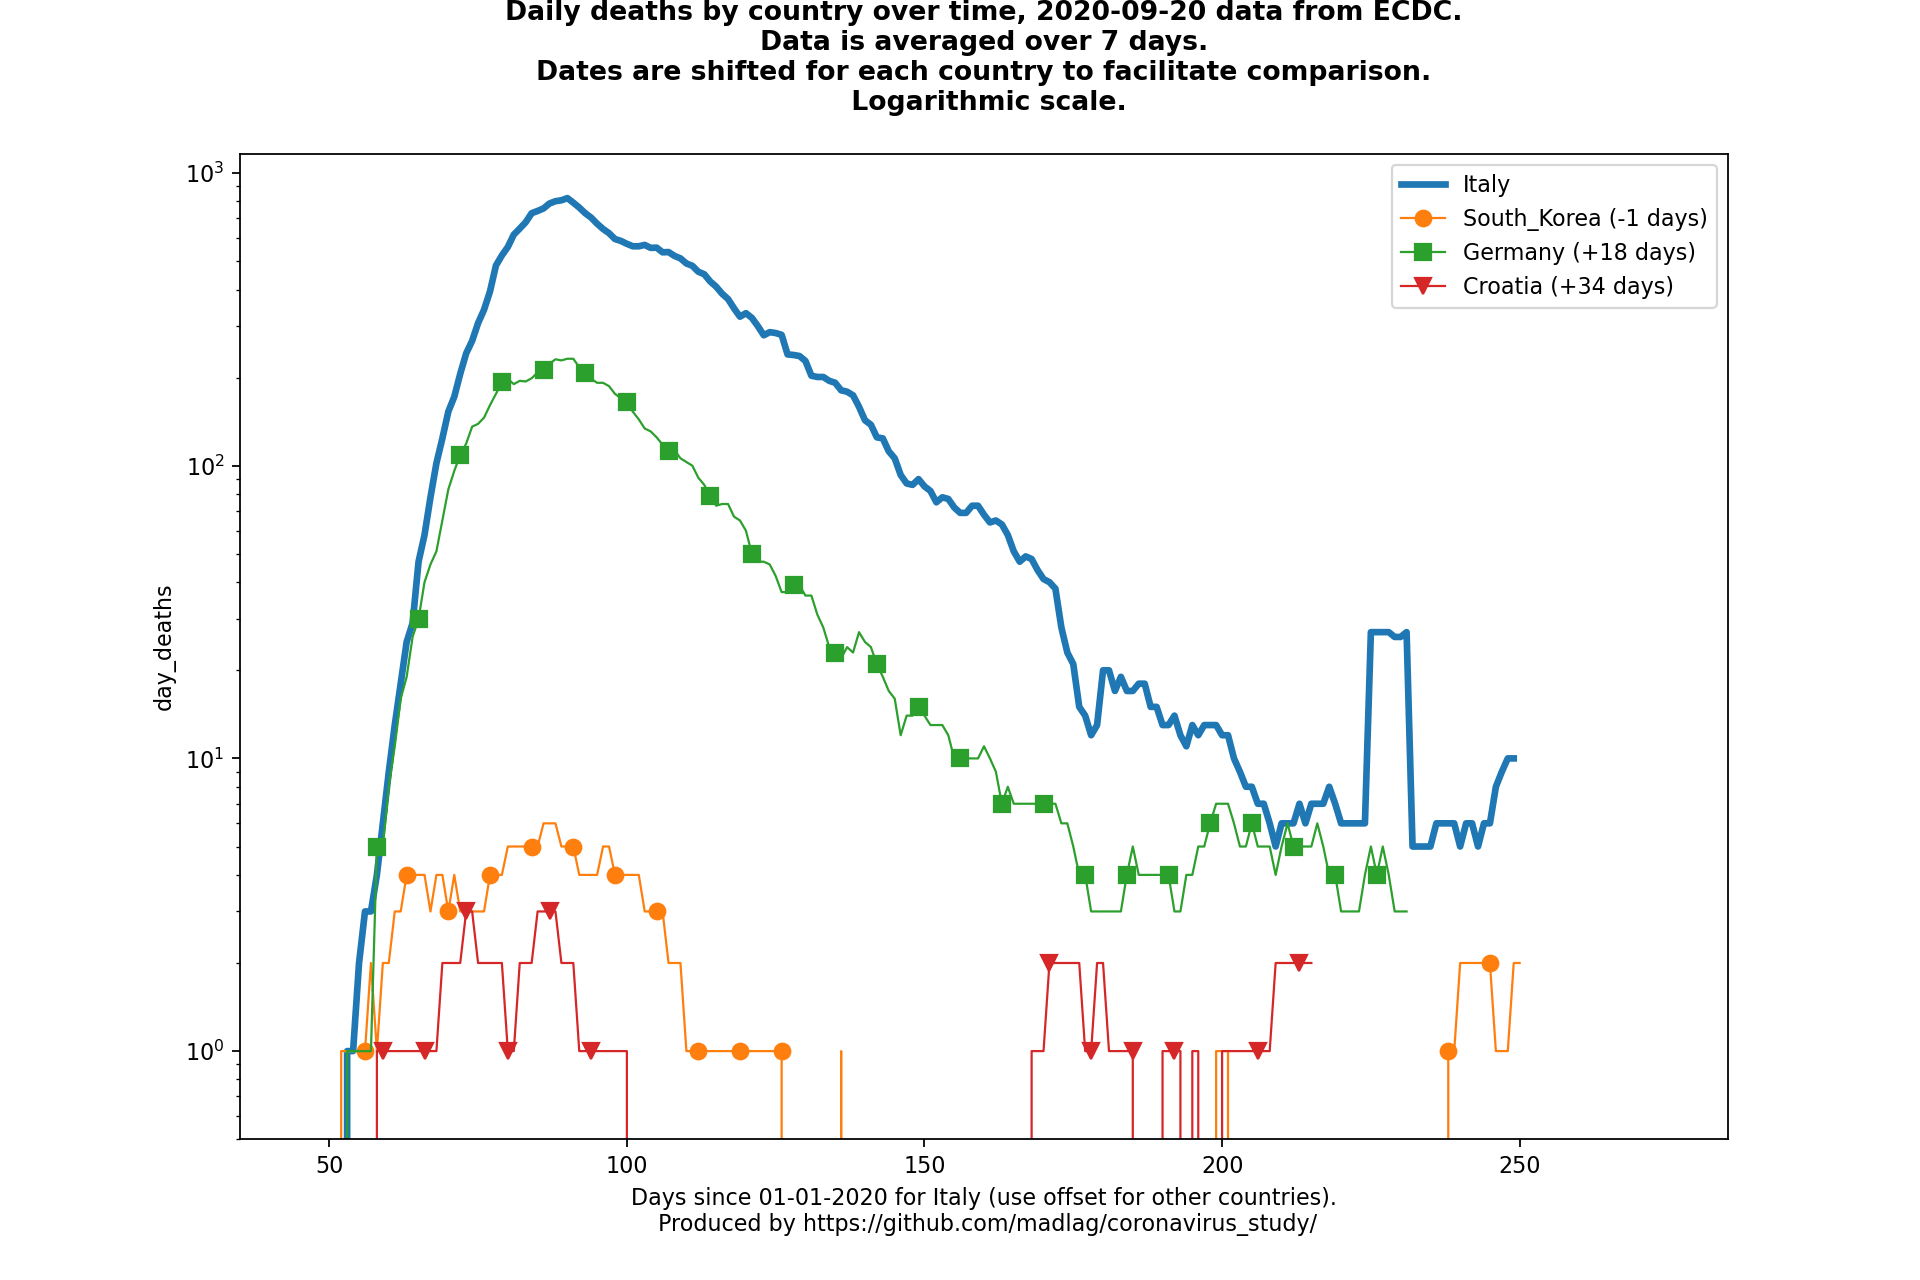 Daily deaths by country over time, 2020-09-20 data from ECDC.
Data is averaged over 7 days.
Dates are shifted for each country to facilitate comparison.
Logarithmic scale.
10³
10²
10¹
10⁰
day_deaths
Italy
South_Korea (-1 days)
Germany (+18 days)
Croatia (+34 days)
50 100 150 200 250
Days since 01-01-2020 for Italy (use offset for other countries).
Produced by https://github.com/madlag/coronavirus_study/